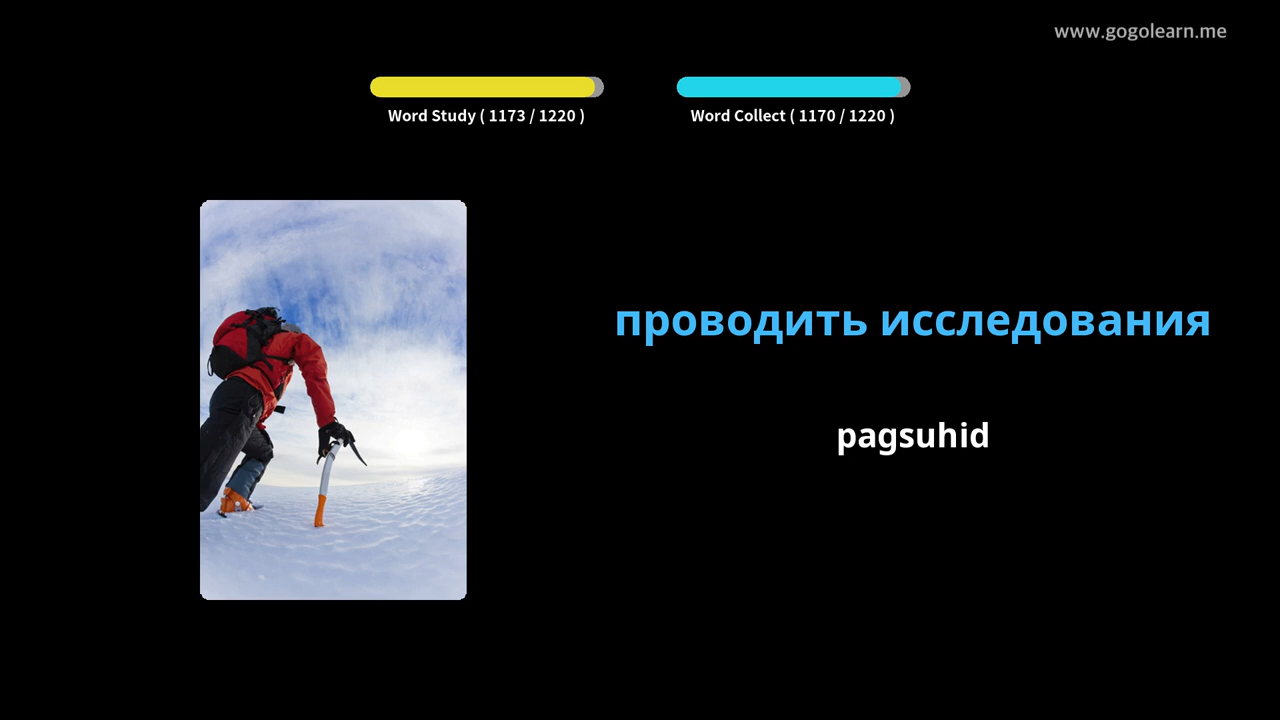 www.gogolearn.me
Word Study ( 1173 / 1220 )
Word Collect ( 1170 / 1220 )
проводить исследования
pagsuhid